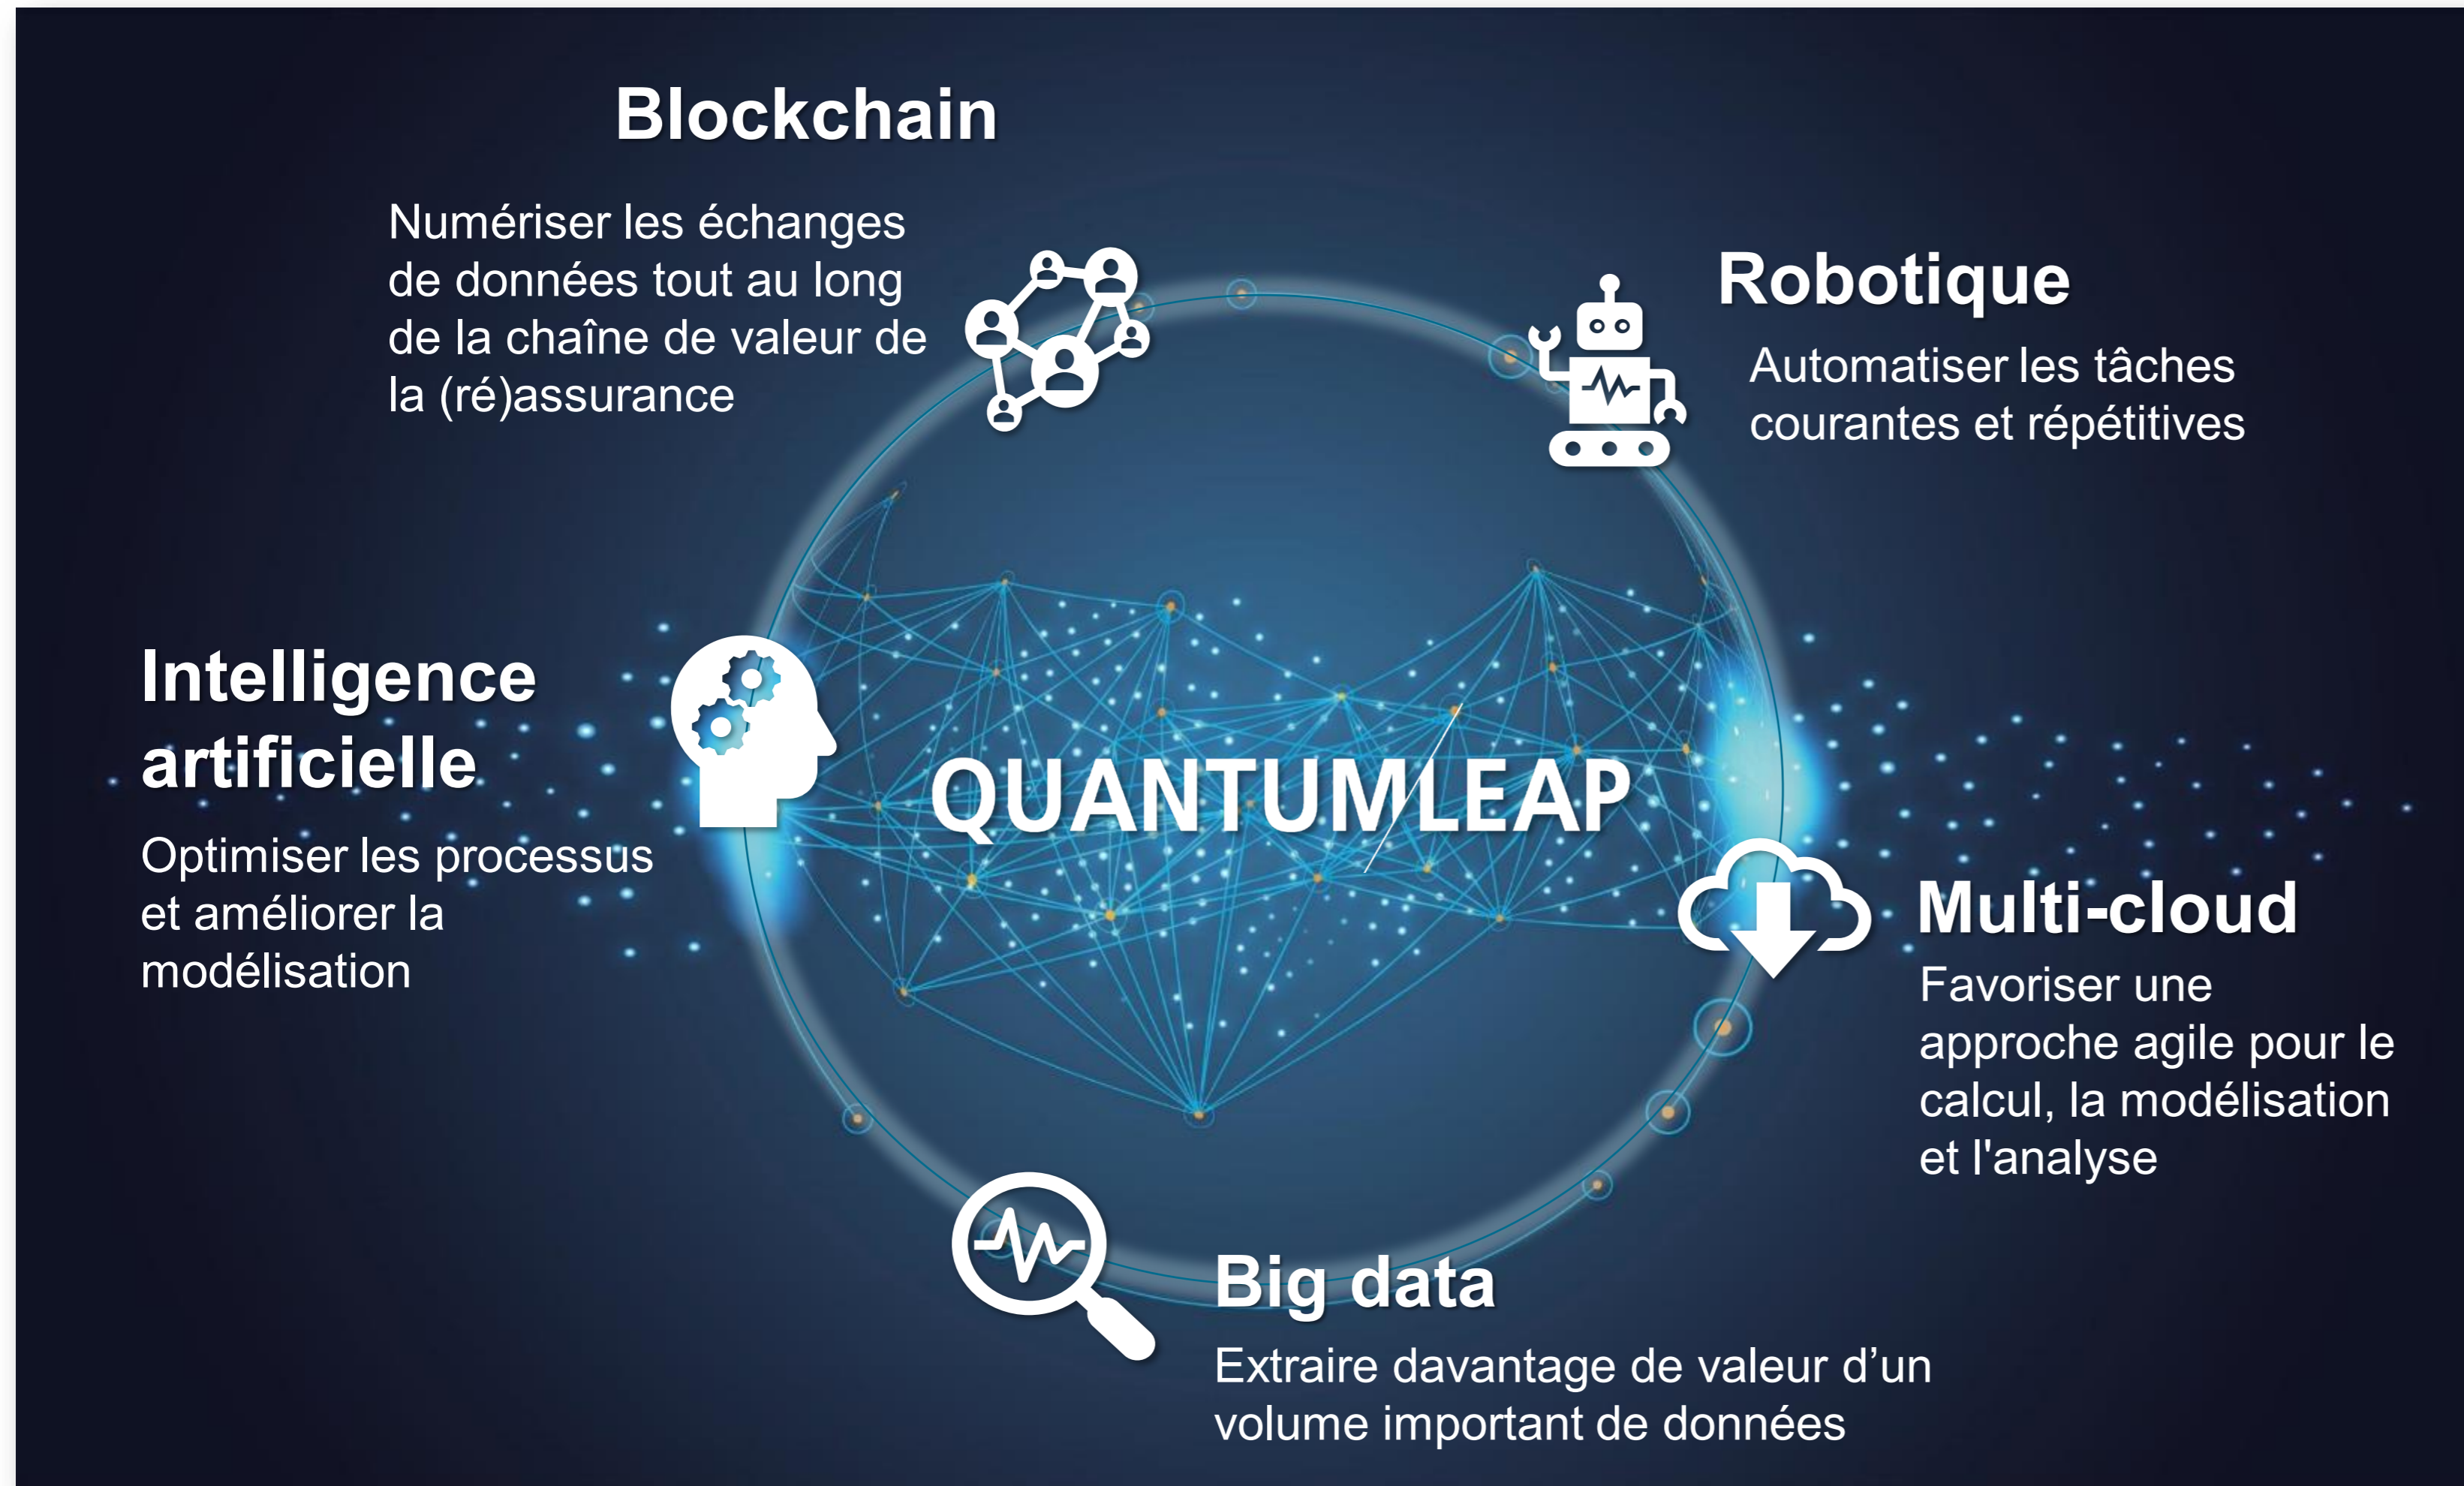 Blockchain
Numériser les échanges
de données tout au long
de la chaîne de valeur de
la (ré)assurance
Robotique
Automatiser les tâches
courantes et répétitives
Intelligence
artificielle
Optimiser les processus
et améliorer la
modélisation
QUANTUMLEAP
Multi-cloud
Favoriser une
approche agile pour le
calcul, la modélisation
et l'analyse
Big data
Extraire davantage de valeur d’un
volume important de données